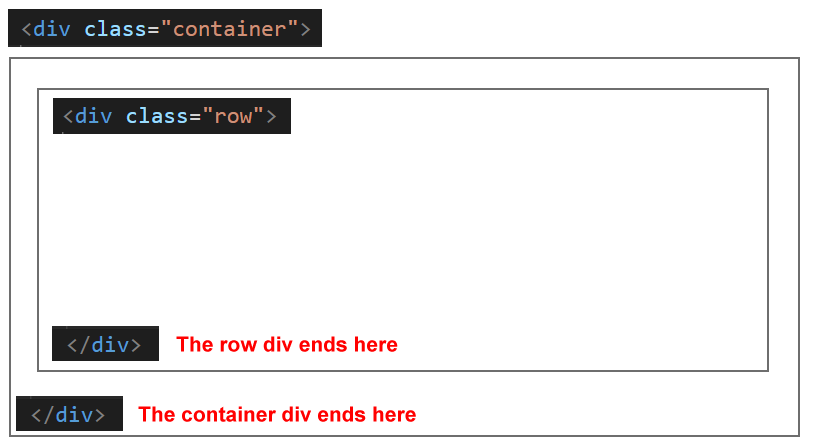 <div class="container">
<div class="row">
</div> The row div ends here
</div> The container div ends here